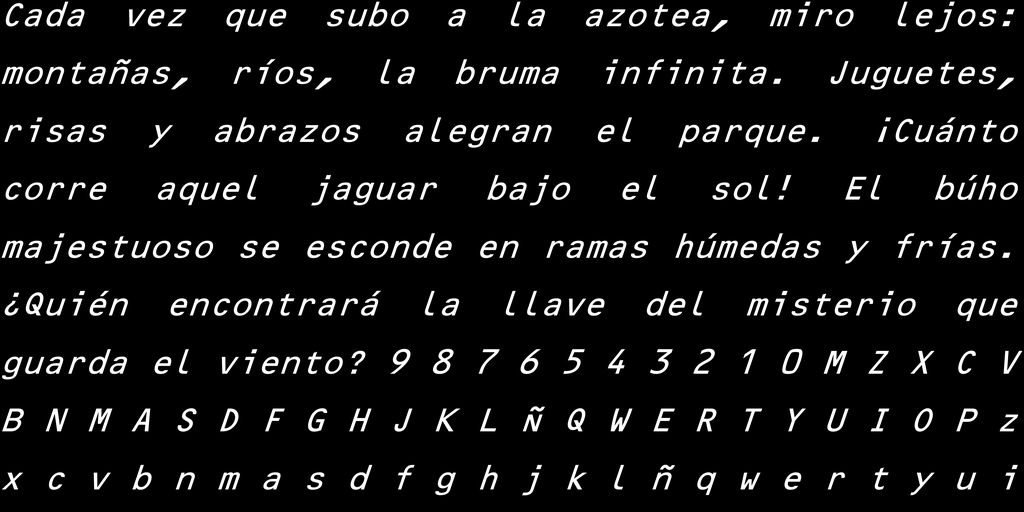 Cada vez que subo a la azotea, miro lejos:
montañas, ríos, la bruma infinita. Juguetes,
risas y abrazos alegran el parque. ¡Cuánto
corre aquel jaguar bajo el sol! El búho
majestuoso se esconde en ramas húmedas y frías.
¿Quién encontrará la llave del misterio que
guarda el viento? 9 8 7 6 5 4 3 2 1 0 M Z X C V
B N M A S D F G H J K L Ñ Q W E R T Y U I O P z
x c v b n m a s d f g h j k l ñ q w e r t y u i